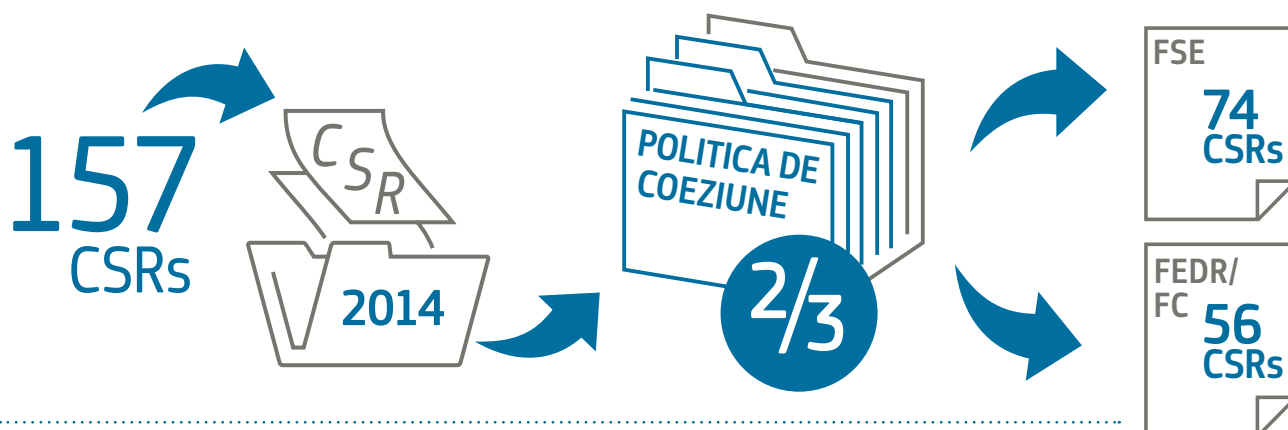 157
CSRs
CSR
2014
POLITICA DE
COEZIUNE
2/3
FSE
74
CSRs
FEDR/
FC
56
CSRs